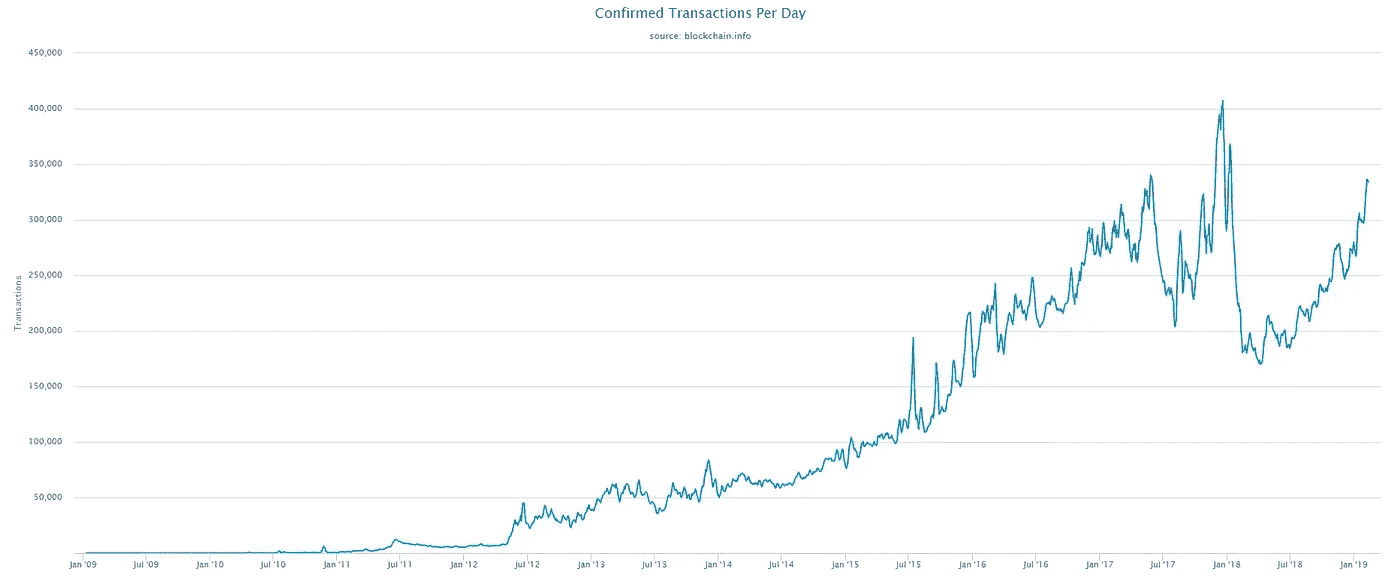 Confirmed Transactions Per Day
source: blockchain.info
450,000
400,000
350,000
300,000
250,000
200,000
150,000
100,000
50,000
Transactions
Jan '09 Jul '09 Jan '10 Jul '10 Jan '11 Jul '11 Jan '12 Jul '12 Jan '13 Jul '13 Jan '14 Jul '14 Jan '15 Jul '15 Jan '16 Jul '16 Jan '17 Jul '17 Jan '18 Jul '18 Jan '19